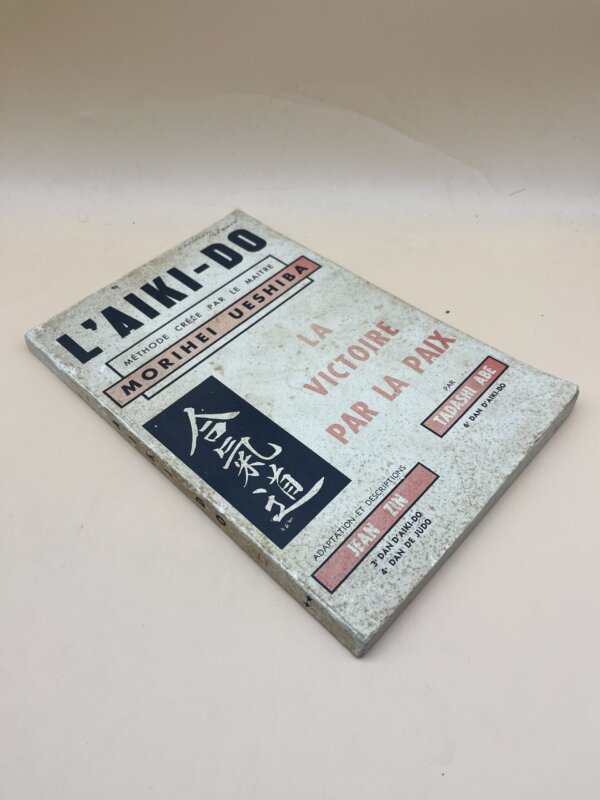 L'AIKI-DO
MÉTHODE CRÉÉE PAR LE MAITRE
MORIHEI UESHIBA
LA
VICTOIRE
PAR LA PAIX
PAR
TADASHI ABE
6e DAN D'AIKI-DO
合氣道
ADAPTATION ET DESCRIPTIONS
JEAN ZIN
3e DAN D'AIKI-DO
4e DAN DE JUDO